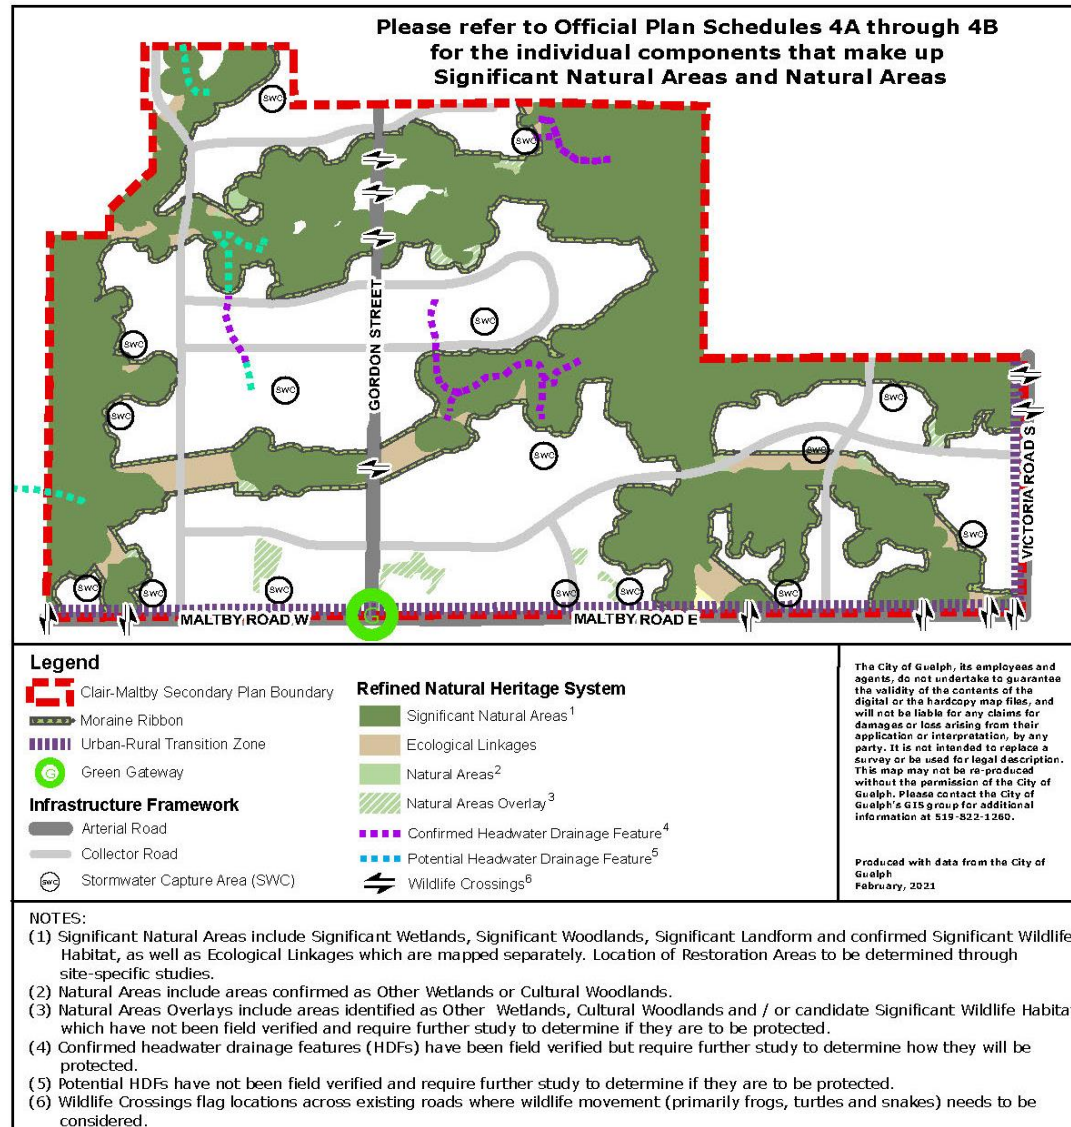 Please refer to Official Plan Schedules 4A through 4B
for the individual components that make up
Significant Natural Areas and Natural Areas
SWC
SWC
GORDON STREET
SWC
SWC
SWC
SWC
SWC
SWC
SWC
VICTORIA ROAD S
SWC
SWC
SWC
SWC
SWC
SWC
SWC
G
MALTBY ROAD W
MALTBY ROAD E
Legend
Clair-Maltby Secondary Plan Boundary
Moraine Ribbon
Urban-Rural Transition Zone
G
Green Gateway
Infrastructure Framework
Arterial Road
Collector Road
SWC
Stormwater Capture Area (SWC)
Refined Natural Heritage System
Significant Natural Areas1
Ecological Linkages
Natural Areas2
Natural Areas Overlay3
Confirmed Headwater Drainage Feature4
Potential Headwater Drainage Feature5
Wildlife Crossings6
The City of Guelph, its employees and
agents, do not undertake to guarantee
the validity of the contents of the
digital or the hardcopy map files, and
will not be liable for any claims for
damages or loss arising from their
application or interpretation, by any
party. It is not intended to replace a
survey or be used for legal description.
This map may not be re-produced
without the permission of the City of
Guelph. Please contact the City of
Guelph's GIS group for additional
information at 519-822-1260.
Produced with data from the City of
Guelph
February, 2021
NOTES:
(1) Significant Natural Areas include Significant Wetlands, Significant Woodlands, Significant Landform and confirmed Significant Wildlife
Habitat, as well as Ecological Linkages which are mapped separately. Location of Restoration Areas to be determined through
site-specific studies.
(2) Natural Areas include areas confirmed as Other Wetlands or Cultural Woodlands.
(3) Natural Areas Overlays include areas identified as Other Wetlands, Cultural Woodlands and / or candidate Significant Wildlife Habitat
which have not been field verified and require further study to determine if they are to be protected.
(4) Confirmed headwater drainage features (HDFs) have been field verified but require further study to determine how they will be
protected.
(5) Potential HDFs have not been field verified and require further study to determine if they are to be protected.
(6) Wildlife Crossings flag locations across existing roads where wildlife movement (primarily frogs, turtles and snakes) needs to be
considered.